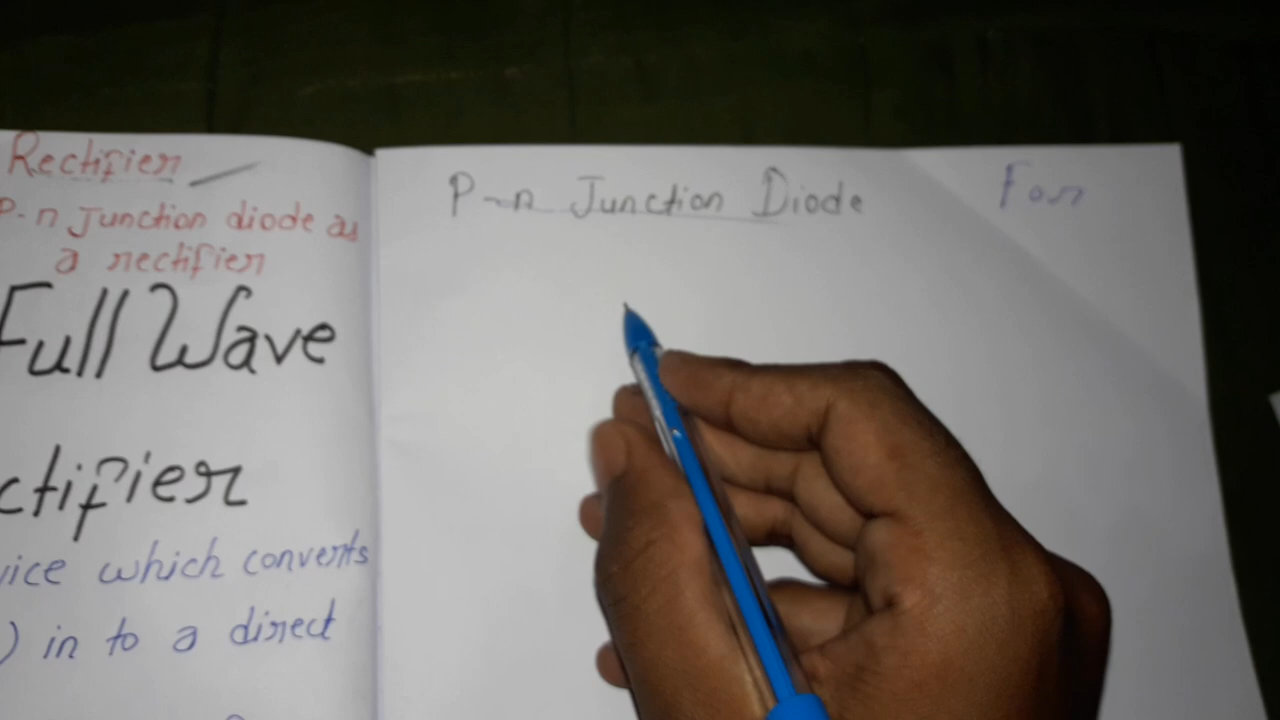 Rectifier
P-n Junction diode as
a rectifier
Full Wave
ctifier
vice which converts
) in to a direct
P-n Junction Diode For